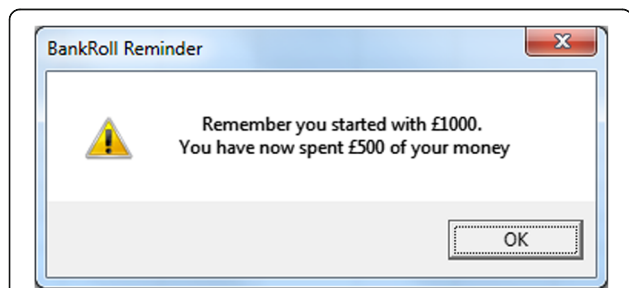 BankRoll Reminder
Remember you started with £1000.
You have now spent £500 of your money
OK